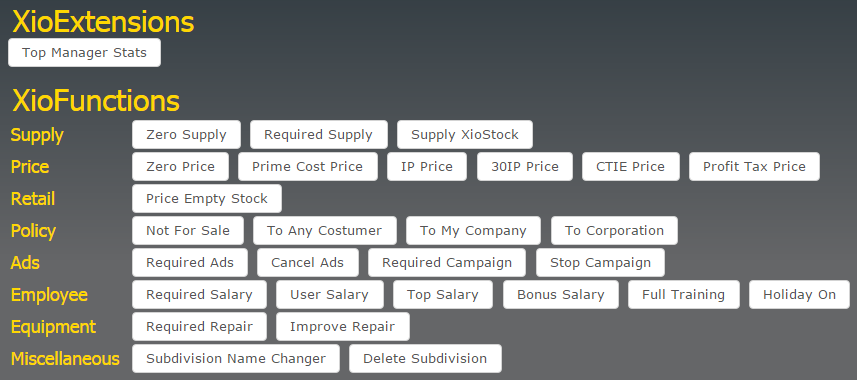 XioExtensions
Top Manager Stats
XioFunctions
Supply Zero Supply Required Supply Supply XioStock
Price Zero Price Prime Cost Price IP Price 30IP Price CTIE Price Profit Tax Price
Retail Price Empty Stock
Policy Not For Sale To Any Costumer To My Company To Corporation
Ads Required Ads Cancel Ads Required Campaign Stop Campaign
Employee Required Salary User Salary Top Salary Bonus Salary Full Training Holiday On
Equipment Required Repair Improve Repair
Miscellaneous Subdivision Name Changer Delete Subdivision